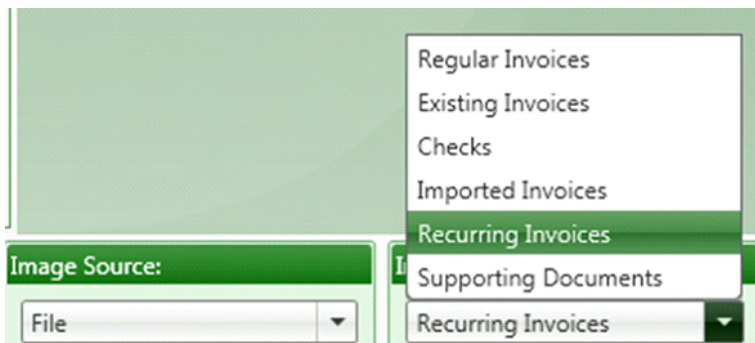 Regular Invoices
Existing Invoices
Checks
Imported Invoices
Recurring Invoices
Supporting Documents
Image Source:
File
Recurring Invoices